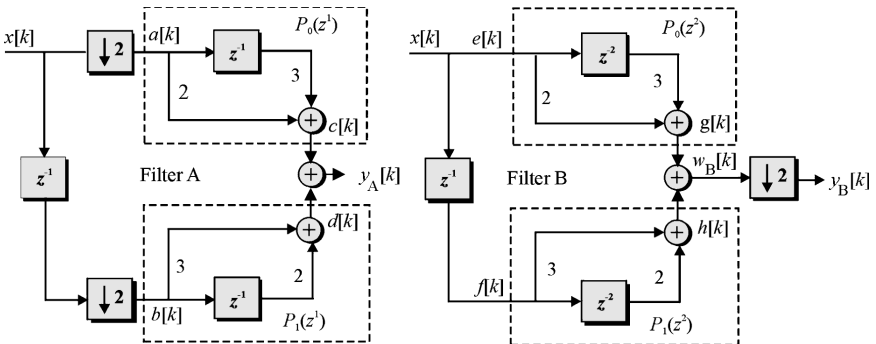 x[k]
↓2
a[k]
z⁻¹
P₀(z¹)
3
2
+
c[k]
z⁻¹
Filter A
+
y_A[k]
+
d[k]
3
2
↓2
b[k]
z⁻¹
P₁(z¹)
x[k]
e[k]
z⁻²
P₀(z²)
3
2
+
g[k]
z⁻¹
Filter B
+
w_B[k]
↓2
y_B[k]
+
h[k]
3
2
f[k]
z⁻²
P₁(z²)